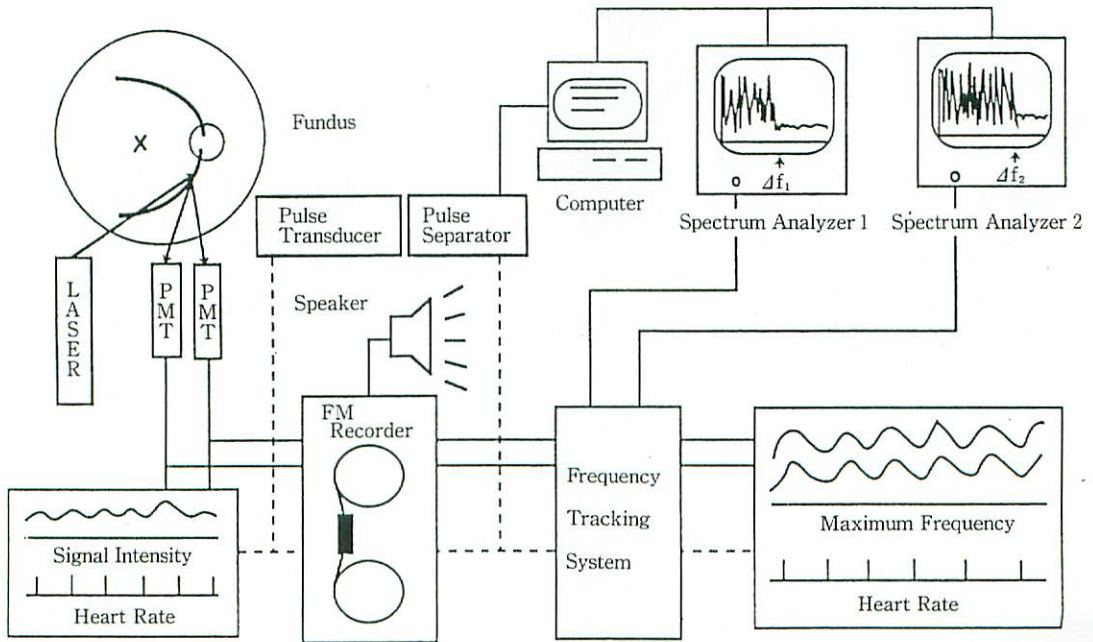 Fundus
X
LASER
PMT
PMT
Pulse
Transducer
Pulse
Separator
Computer
Δf₁
Spectrum Analyzer 1
Δf₂
Spectrum Analyzer 2
Speaker
FM
Recorder
Frequency
Tracking
System
Signal Intensity
Heart Rate
Maximum Frequency
Heart Rate